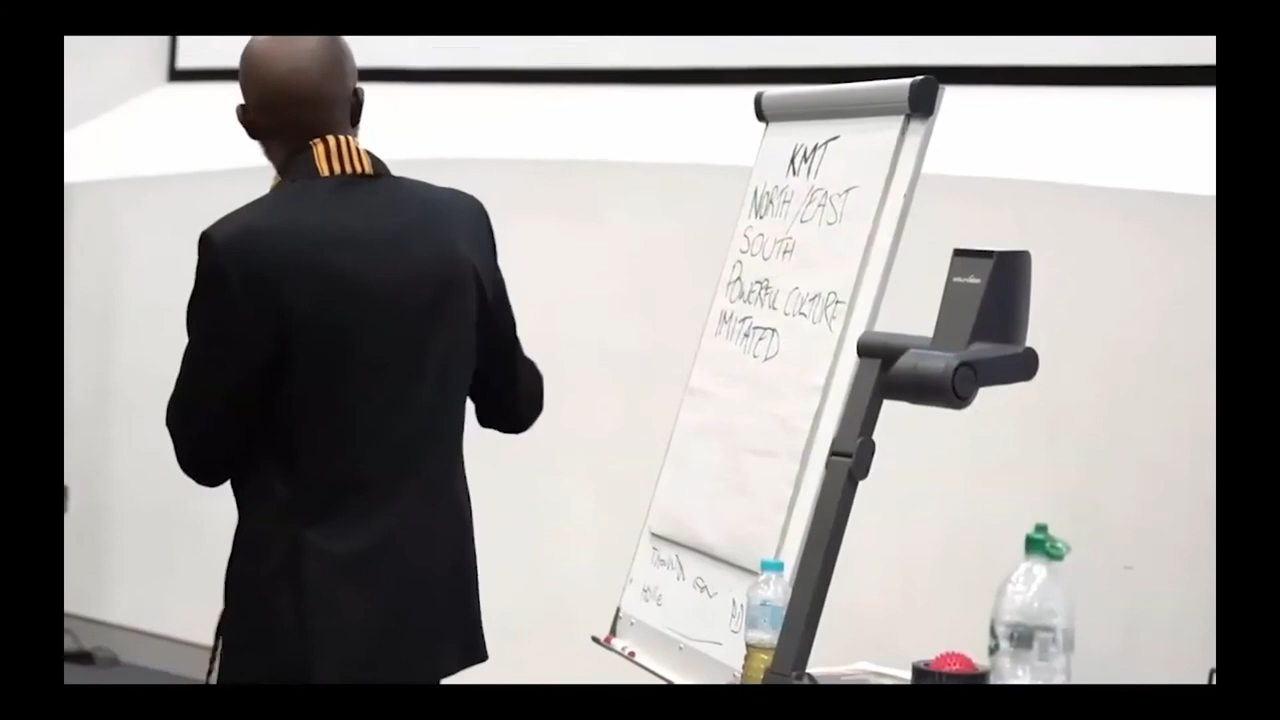 KMT
NORTH/EAST
SOUTH
POWERFUL CULTURE
IMITATED